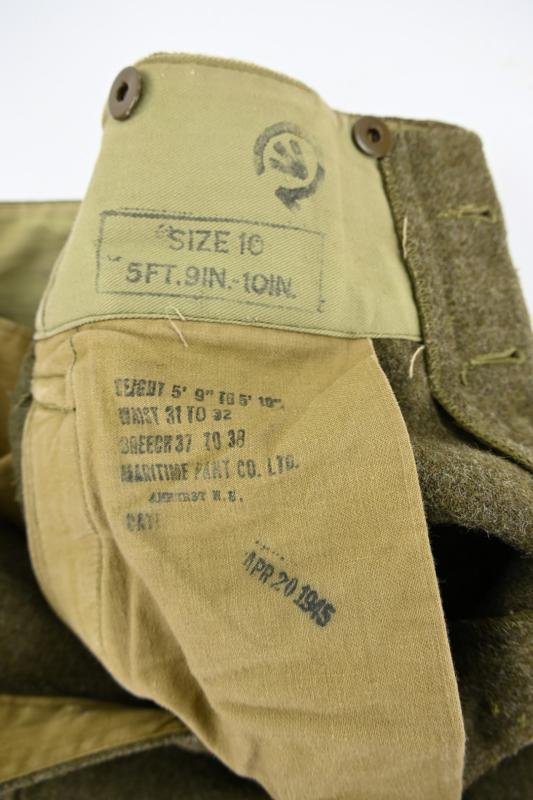 SIZE 10
5FT.9IN.-10IN.
HEIGHT 5' 9" TO 5' 10"
WAIST 31 TO 32
BREECH 37 TO 38
MARITIME PANT CO. LTD.
AMHERST N.S.
DATE
APR 20 1945